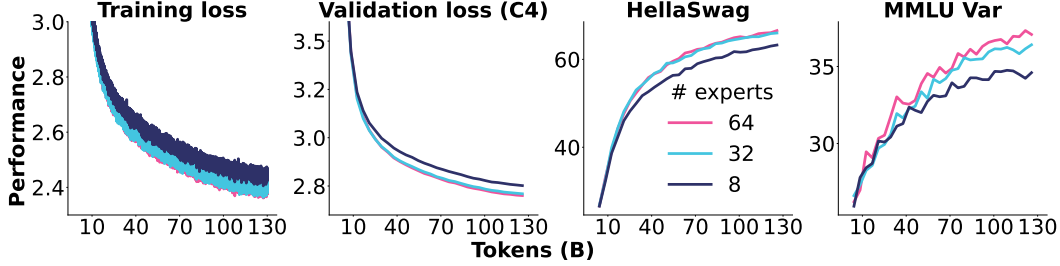 Training loss
Validation loss (C4)
HellaSwag
MMLU Var
Performance
3.0
2.8
2.6
2.4
10 40 70 100 130
3.5
3.2
3.0
2.8
10 40 70 100 130
60
40
# experts
64
32
8
10 40 70 100 130
35
30
10 40 70 100 130
Tokens (B)